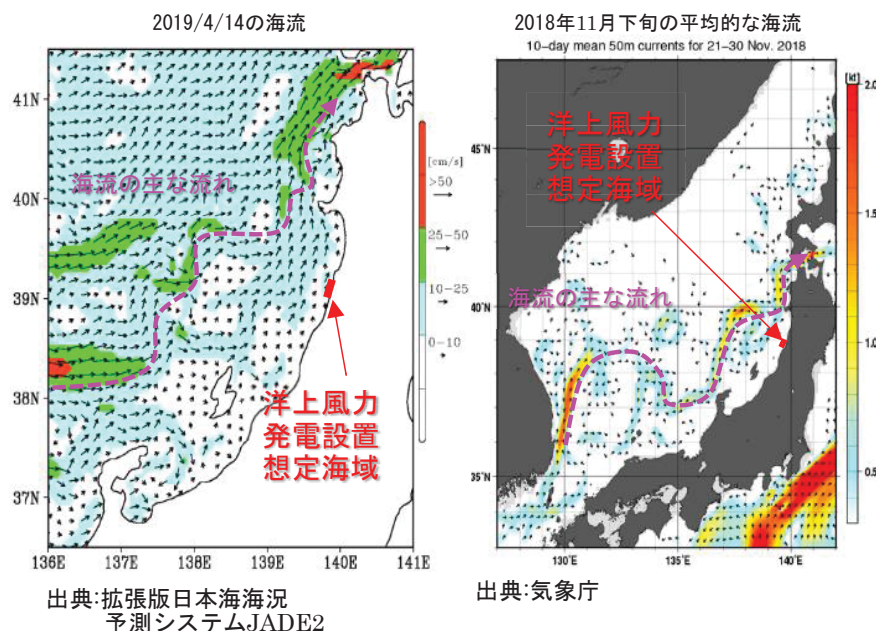 2019/4/14の海流
41N
40N
39N
38N
37N
136E
137E
138E
139E
140E
141E
海流の主な流れ
洋上風力
発電設置
想定海域
[cm/s]
>50
25-50
10-25
0-10
出典:拡張版日本海海況
予測システムJADE2
2018年11月下旬の平均的な海流
10-day mean 50m currents for 21-30 Nov. 2018
洋上風力
発電設置
想定海域
海流の主な流れ
45°N
40°N
35°N
130°E
135°E
140°E
[kt]
2.0
1.5
1.0
0.5
出典:気象庁